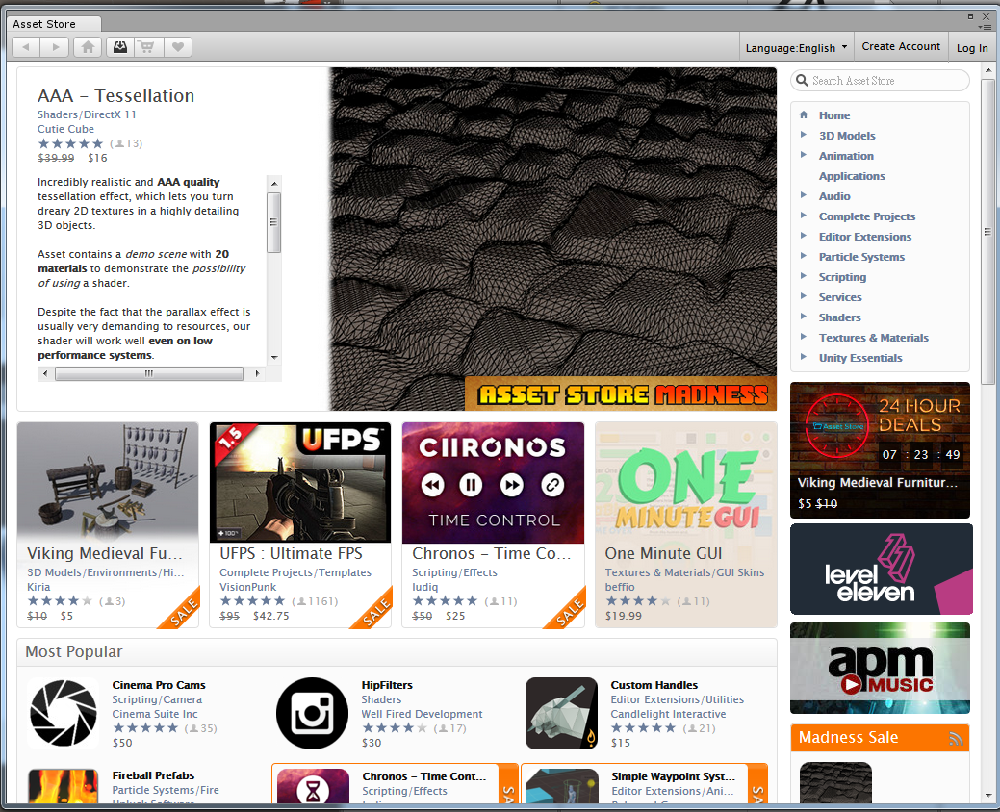 Asset Store
Language:English
Create Account
Log In
AAA - Tessellation
Shaders/DirectX 11
Cutie Cube
(13)
$39.99 $16
Incredibly realistic and AAA quality
tessellation effect, which lets you turn
dreary 2D textures in a highly detailing
3D objects.
Asset contains a demo scene with 20
materials to demonstrate the possibility
of using a shader.
Despite the fact that the parallax effect is
usually very demanding to resources, our
shader will work well even on low
performance systems.
ASSET STORE MADNESS
Search Asset Store
Home
3D Models
Animation
Applications
Audio
Complete Projects
Editor Extensions
Particle Systems
Scripting
Services
Shaders
Textures & Materials
Unity Essentials
Asset Store
24 HOUR
DEALS
07 : 23 : 49
Viking Medieval Furnitur...
$5 $10
level
eleven
apm
MUSIC
Madness Sale
Viking Medieval Fu...
3D Models/Environments/Hi...
Kiria
(3)
$10 $5
SALE
1.5
UFPS
+100%
UFPS : Ultimate FPS
Complete Projects/Templates
VisionPunk
(1161)
$95 $42.75
SALE
CHRONOS
TIME CONTROL
Chronos - Time Co...
Scripting/Effects
ludiq
(11)
$50 $25
SALE
ONE
MINUTEGUI
One Minute GUI
Textures & Materials/GUI Skins
beffio
(11)
$19.99
Most Popular
Cinema Pro Cams
Scripting/Camera
Cinema Suite Inc
(35)
$50
HipFilters
Shaders
Well Fired Development
(17)
$30
Custom Handles
Editor Extensions/Utilities
Candlelight Interactive
(21)
$15
Fireball Prefabs
Particle Systems/Fire
Chronos - Time Cont...
Scripting/Effects
SA
Simple Waypoint Syst...
Editor Extensions/Ani...
SA